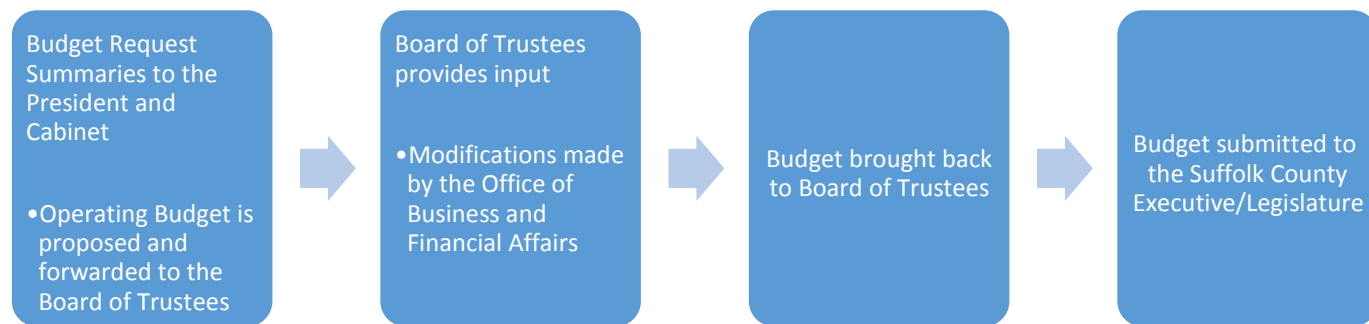 Budget Request
Summaries to the
President and
Cabinet
•Operating Budget is
proposed and
forwarded to the
Board of Trustees
Board of Trustees
provides input
•Modifications made
by the Office of
Business and
Financial Affairs
Budget brought back
to Board of Trustees
Budget submitted to
the Suffolk County
Executive/Legislature